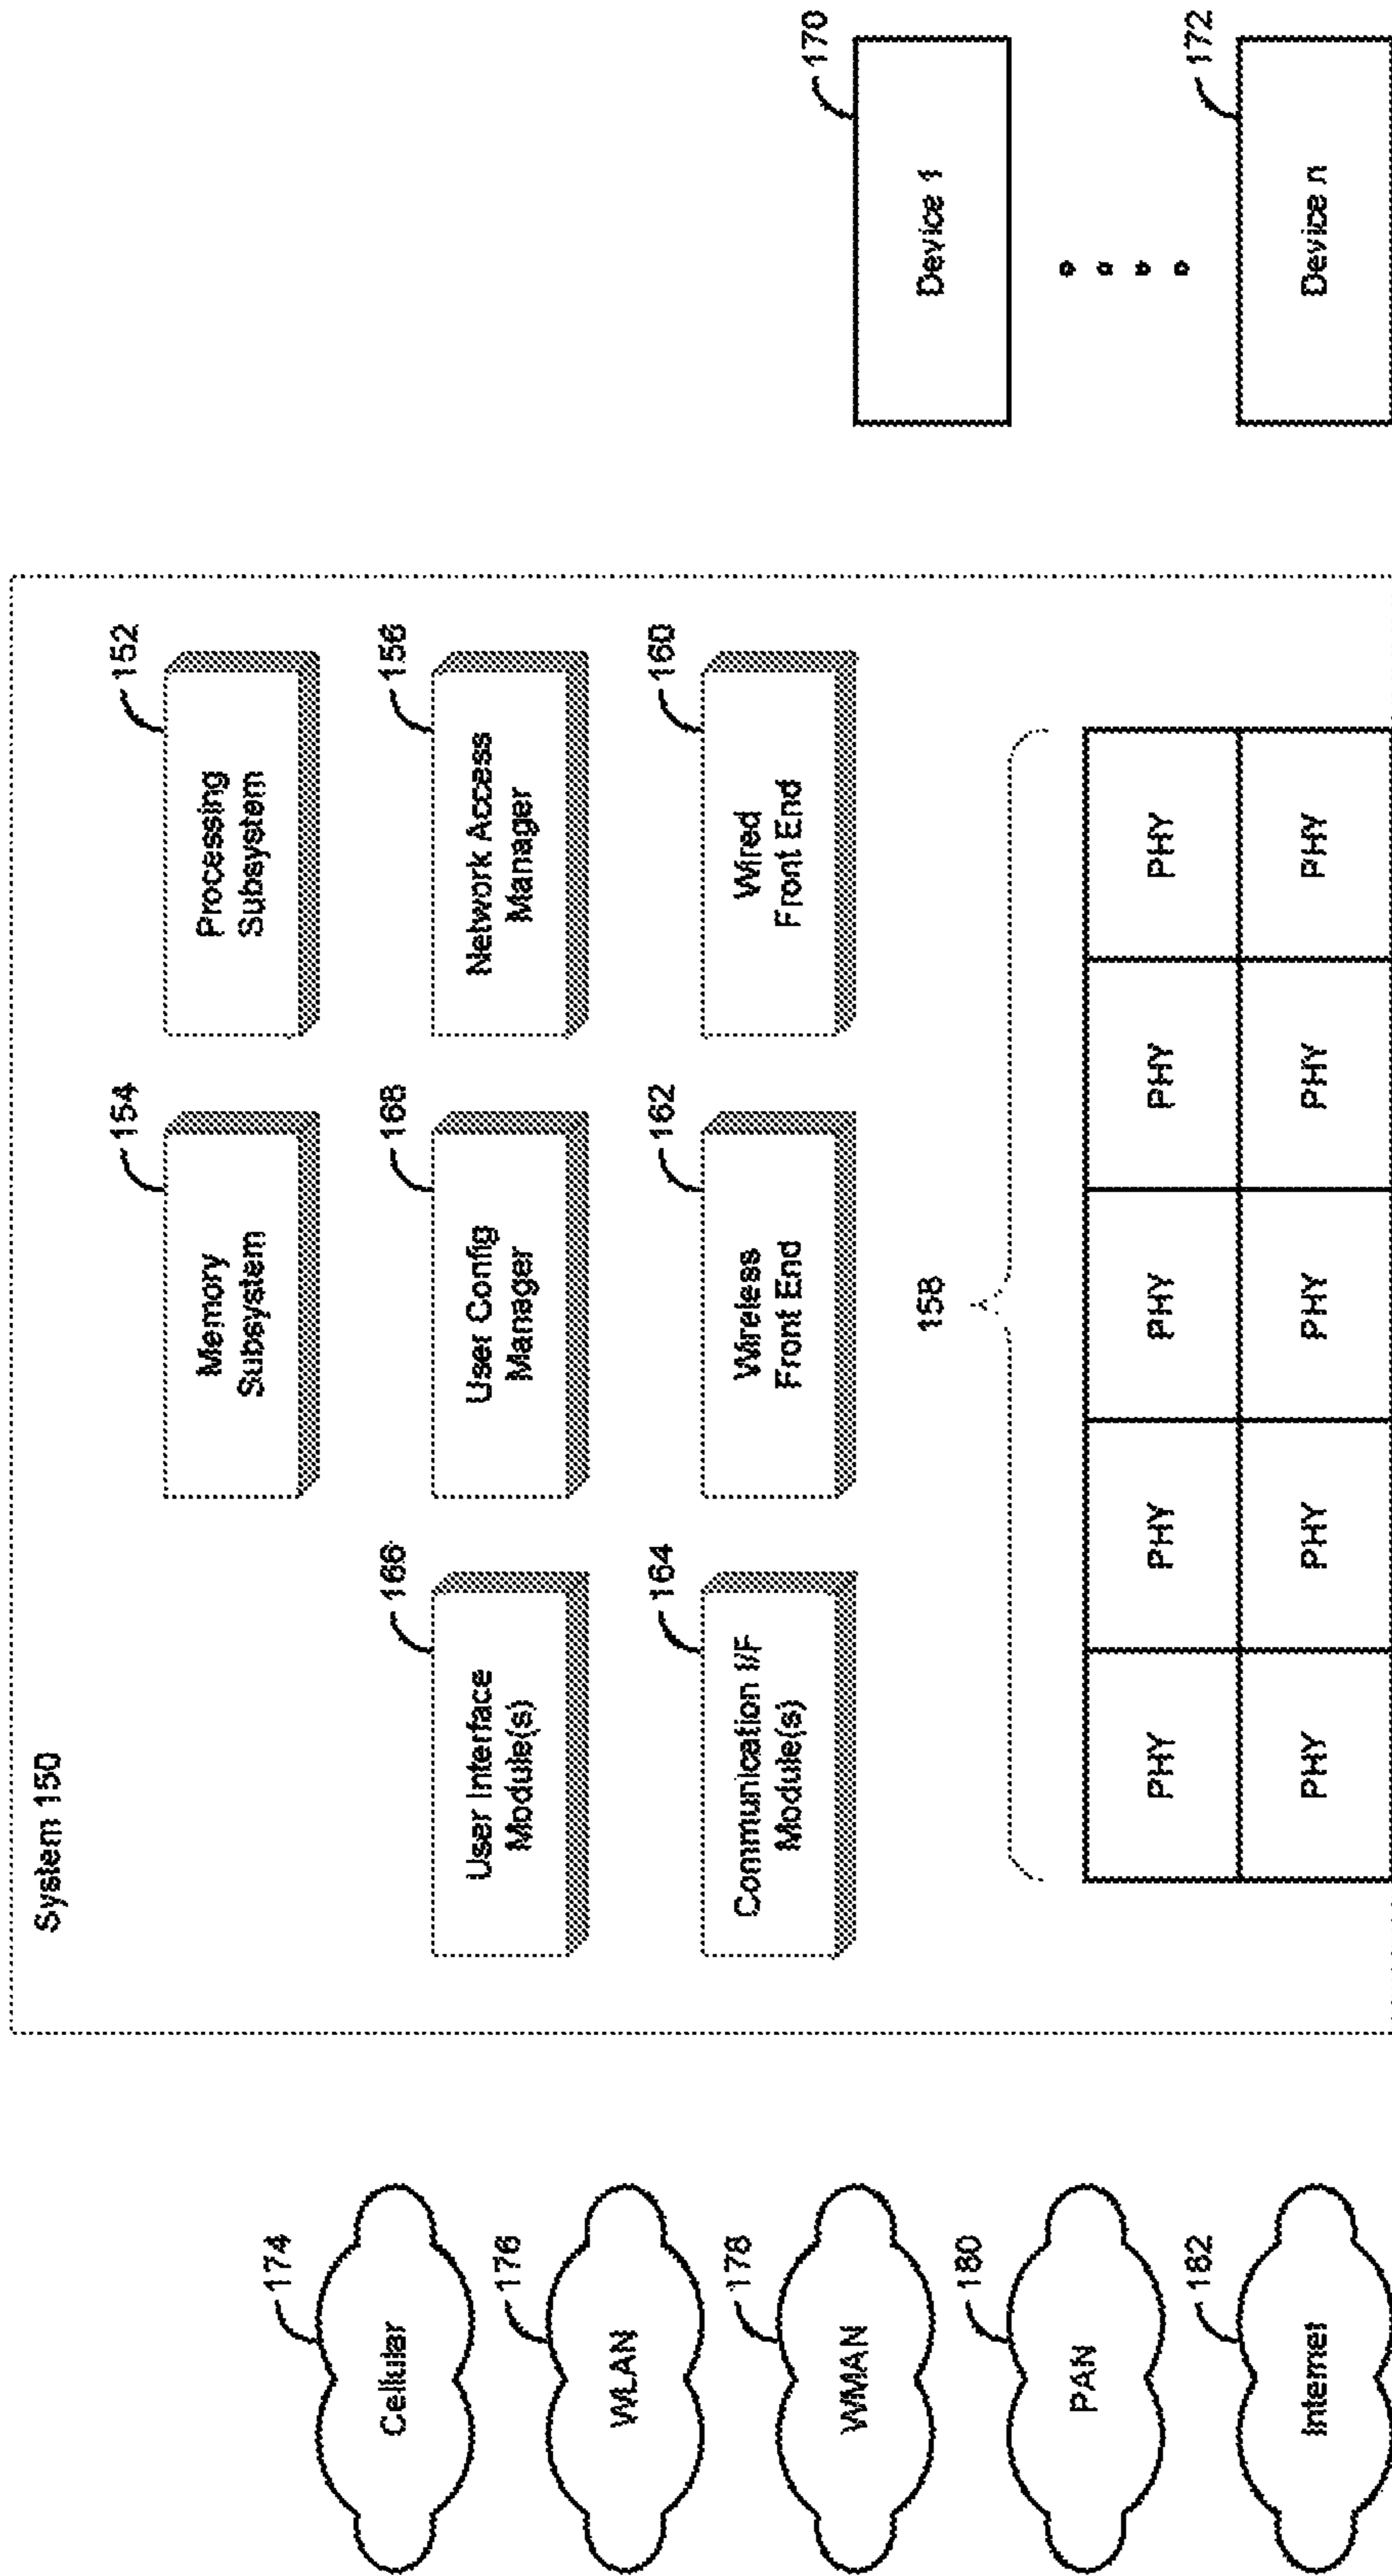 System 150
154
Memory
Subsystem
152
Processing
Subsystem
166
User Interface
Module(s)
168
User Config
Manager
156
Network Access
Manager
164
Communication I/F
Module(s)
162
Wireless
Front End
160
Wired
Front End
158
PHY PHY PHY PHY PHY
PHY PHY PHY PHY PHY
174
Cellular
176
WLAN
178
WMAN
180
PAN
182
Internet
170
Device 1
172
Device n